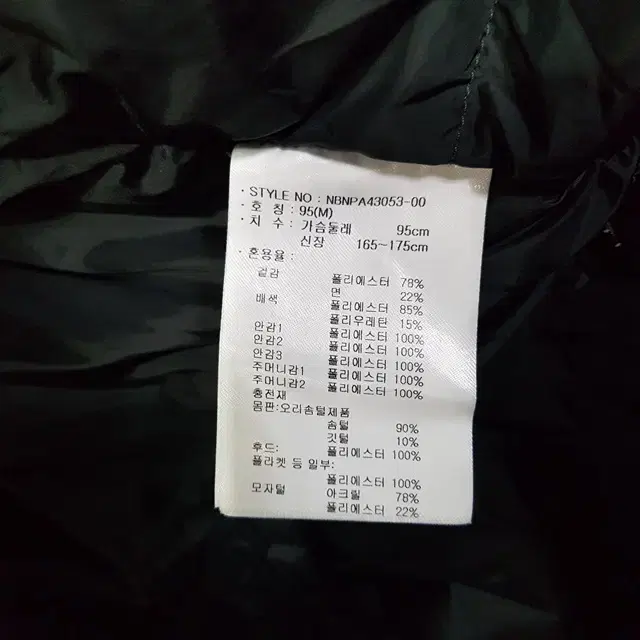 · STYLE NO : NBNPA43053-00
· 호 칭 : 95(M)
· 치 수 : 가슴둘레 95cm
신장 165~175cm
· 혼용율 :
겉감 폴리에스터 78%
면 22%
배색 폴리에스터 85%
폴리우레탄 15%
안감1 폴리에스터 100%
안감2 폴리에스터 100%
안감3 폴리에스터 100%
주머니감1 폴리에스터 100%
주머니감2 폴리에스터 100%
충전재
몸판:오리솜털제품
솜털 90%
깃털 10%
후드: 폴리에스터 100%
플라켓 등 일부:
폴리에스터 100%
모자털 아크릴 78%
폴리에스터 22%